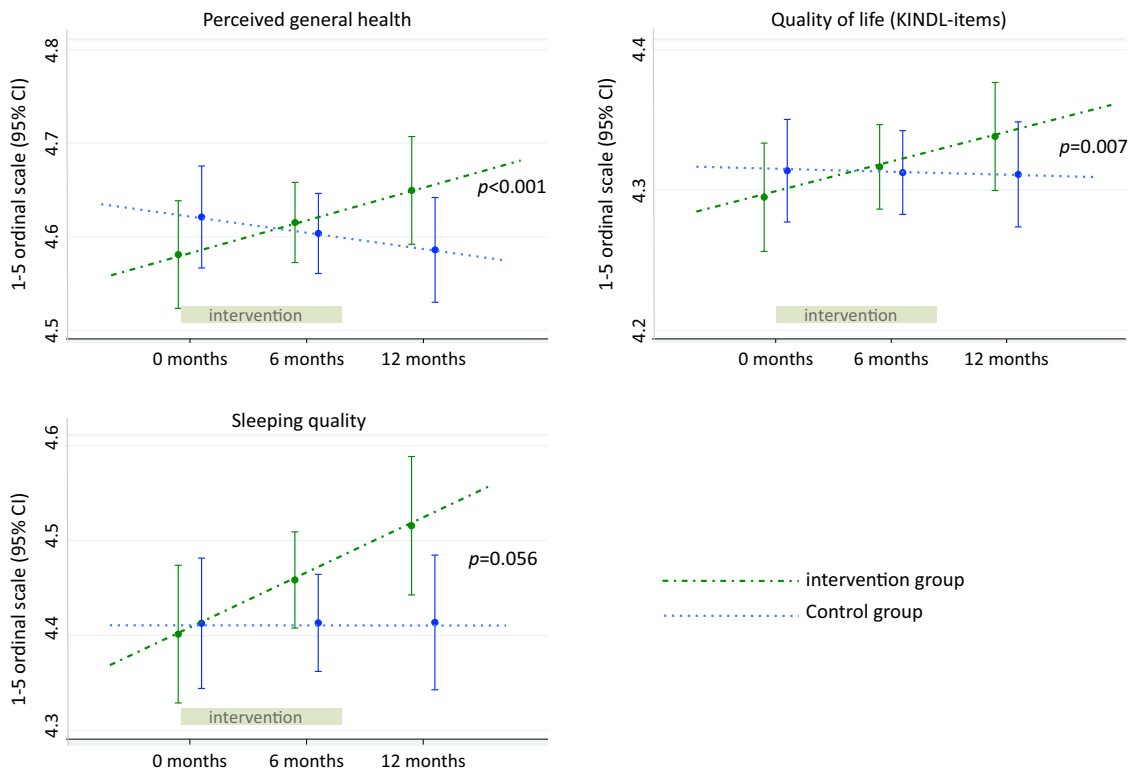 Perceived general health
1-5 ordinal scale (95% CI)
4.8
4.7
4.6
4.5
p<0.001
intervention
0 months 6 months 12 months
Quality of life (KINDL-items)
1-5 ordinal scale (95% CI)
4.4
4.3
4.2
p=0.007
intervention
0 months 6 months 12 months
Sleeping quality
1-5 ordinal scale (95% CI)
4.6
4.5
4.4
4.3
p=0.056
intervention
0 months 6 months 12 months
intervention group
Control group